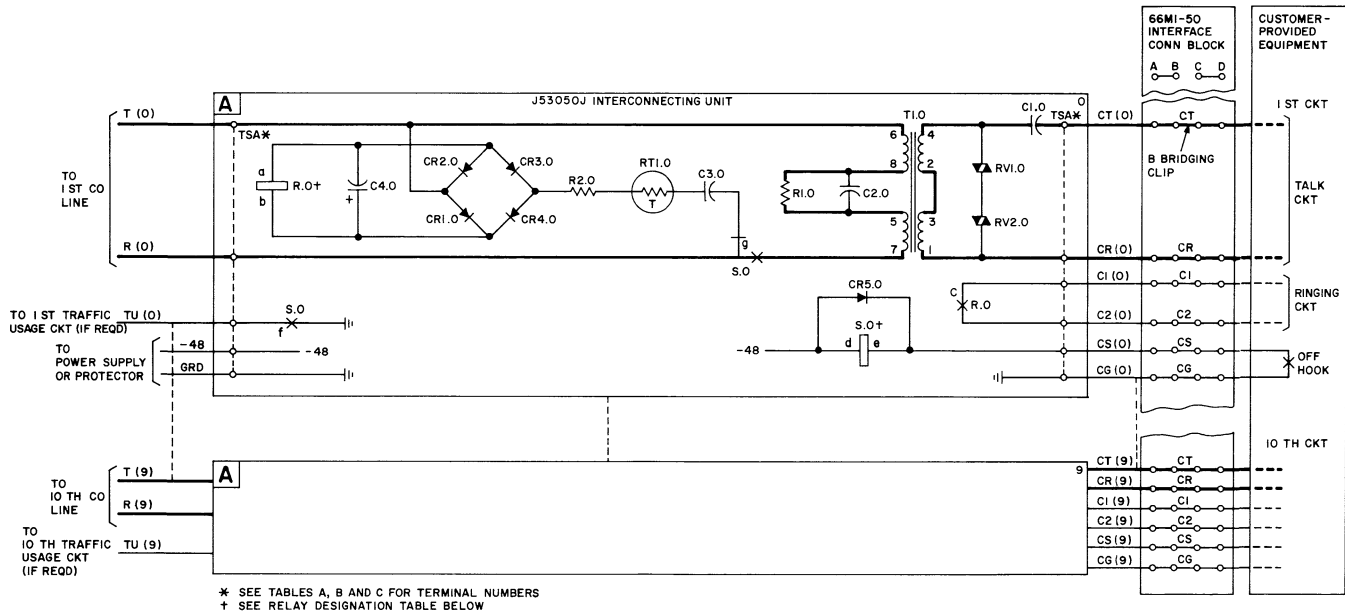 66MI-50
INTERFACE
CONN BLOCK
A B C D
CUSTOMER-
PROVIDED
EQUIPMENT
A
J53050J INTERCONNECTING UNIT
0
T (0)
TSA*
T1.0
C1.0
TSA*
CT (0)
CT
1 ST CKT
B BRIDGING
CLIP
TO
1 ST CO
LINE
a
R.0+
b
C4.0
+
CR2.0
CR3.0
CR1.0
CR4.0
R2.0
RT1.0
T
C3.0
g
S.0
R1.0
C2.0
6
8
5
7
4
2
3
1
RV1.0
RV2.0
TALK
CKT
R (0)
CR (0)
CR
C1 (0)
C1
C
R.0
C2 (0)
C2
RINGING
CKT
TO 1 ST TRAFFIC
USAGE CKT (IF REQD)
TU (0)
S.0
f
CR5.0
S.0†
d e
-48
CS (0)
CS
CG (0)
CG
OFF
HOOK
TO
POWER SUPPLY
OR PROTECTOR
-48
-48
GRD
10 TH CKT
A
9
T (9)
TO
10 TH CO
LINE
R (9)
TO
10 TH TRAFFIC
USAGE CKT
(IF REQD)
TU (9)
CT (9)
CT
CR (9)
CR
C1 (9)
C1
C2 (9)
C2
CS (9)
CS
CG (9)
CG
* SEE TABLES A, B AND C FOR TERMINAL NUMBERS
† SEE RELAY DESIGNATION TABLE BELOW